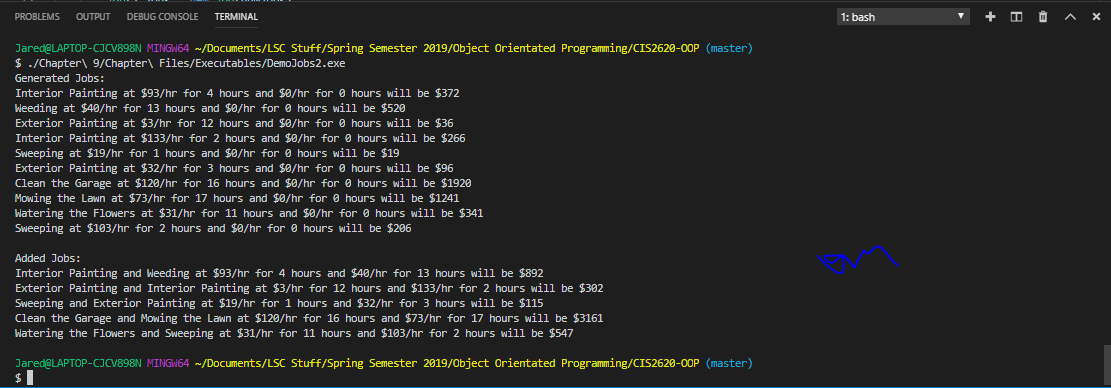 PROBLEMS OUTPUT DEBUG CONSOLE TERMINAL 1: bash
Jared@LAPTOP-CJCV898N MINGW64 ~/Documents/LSC Stuff/Spring Semester 2019/Object Orientated Programming/CIS2620-OOP (master)
$ ./Chapter\ 9/Chapter\ Files/Executables/DemoJobs2.exe
Generated Jobs:
Interior Painting at $93/hr for 4 hours and $0/hr for 0 hours will be $372
Weeding at $40/hr for 13 hours and $0/hr for 0 hours will be $520
Exterior Painting at $3/hr for 12 hours and $0/hr for 0 hours will be $36
Interior Painting at $133/hr for 2 hours and $0/hr for 0 hours will be $266
Sweeping at $19/hr for 1 hours and $0/hr for 0 hours will be $19
Exterior Painting at $32/hr for 3 hours and $0/hr for 0 hours will be $96
Clean the Garage at $120/hr for 16 hours and $0/hr for 0 hours will be $1920
Mowing the Lawn at $73/hr for 17 hours and $0/hr for 0 hours will be $1241
Watering the Flowers at $31/hr for 11 hours and $0/hr for 0 hours will be $341
Sweeping at $103/hr for 2 hours and $0/hr for 0 hours will be $206
Added Jobs:
Interior Painting and Weeding at $93/hr for 4 hours and $40/hr for 13 hours will be $892
Exterior Painting and Interior Painting at $3/hr for 12 hours and $133/hr for 2 hours will be $302
Sweeping and Exterior Painting at $19/hr for 1 hours and $32/hr for 3 hours will be $115
Clean the Garage and Mowing the Lawn at $120/hr for 16 hours and $73/hr for 17 hours will be $3161
Watering the Flowers and Sweeping at $31/hr for 11 hours and $103/hr for 2 hours will be $547
Jared@LAPTOP-CJCV898N MINGW64 ~/Documents/LSC Stuff/Spring Semester 2019/Object Orientated Programming/CIS2620-OOP (master)
$